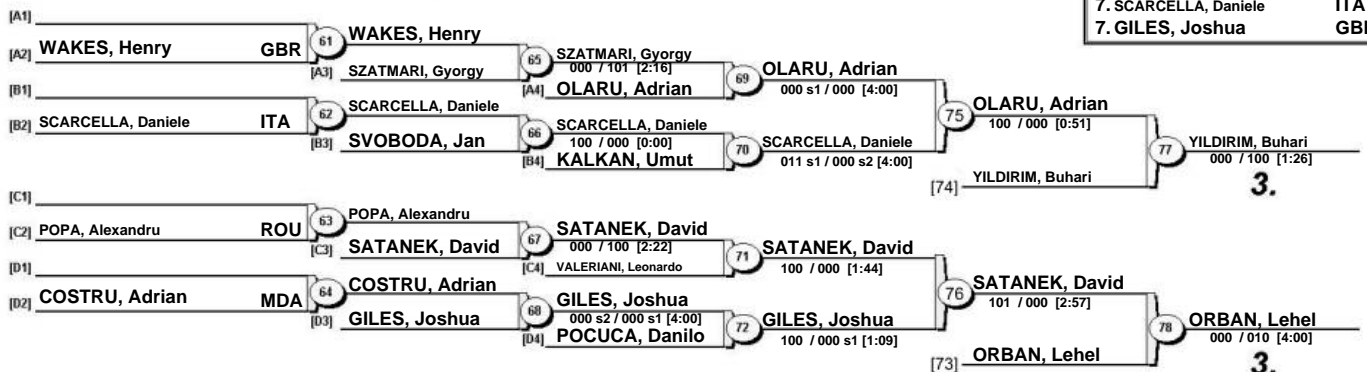 7. SCARCELLA, Daniele ITA
7. GILES, Joshua GB
[A1]
[A2] WAKES, Henry GBR 61 WAKES, Henry
[A3] SZATMARI, Gyorgy 65 SZATMARI, Gyorgy
000 / 101 [2:16]
[A4] OLARU, Adrian 69 OLARU, Adrian
000 s1 / 000 [4:00]
[B1]
[B2] SCARCELLA, Daniele ITA 62 SCARCELLA, Daniele
[B3] SVOBODA, Jan 66 SCARCELLA, Daniele
100 / 000 [0:00]
[B4] KALKAN, Umut 70 SCARCELLA, Daniele
011 s1 / 000 s2 [4:00]
75 OLARU, Adrian
100 / 000 [0:51]
[74] YILDIRIM, Buhari 77 YILDIRIM, Buhari
000 / 100 [1:26]
3.
[C1]
[C2] POPA, Alexandru ROU 63 POPA, Alexandru
[C3] SATANEK, David 67 SATANEK, David
000 / 100 [2:22]
[C4] VALERIANI, Leonardo 71 SATANEK, David
100 / 000 [1:44]
[D1]
[D2] COSTRU, Adrian MDA 64 COSTRU, Adrian
[D3] GILES, Joshua 68 GILES, Joshua
000 s2 / 000 s1 [4:00]
[D4] POCUCA, Danilo 72 GILES, Joshua
100 / 000 s1 [1:09]
76 SATANEK, David
101 / 000 [2:57]
[73] ORBAN, Lehel 78 ORBAN, Lehel
000 / 010 [4:00]
3.